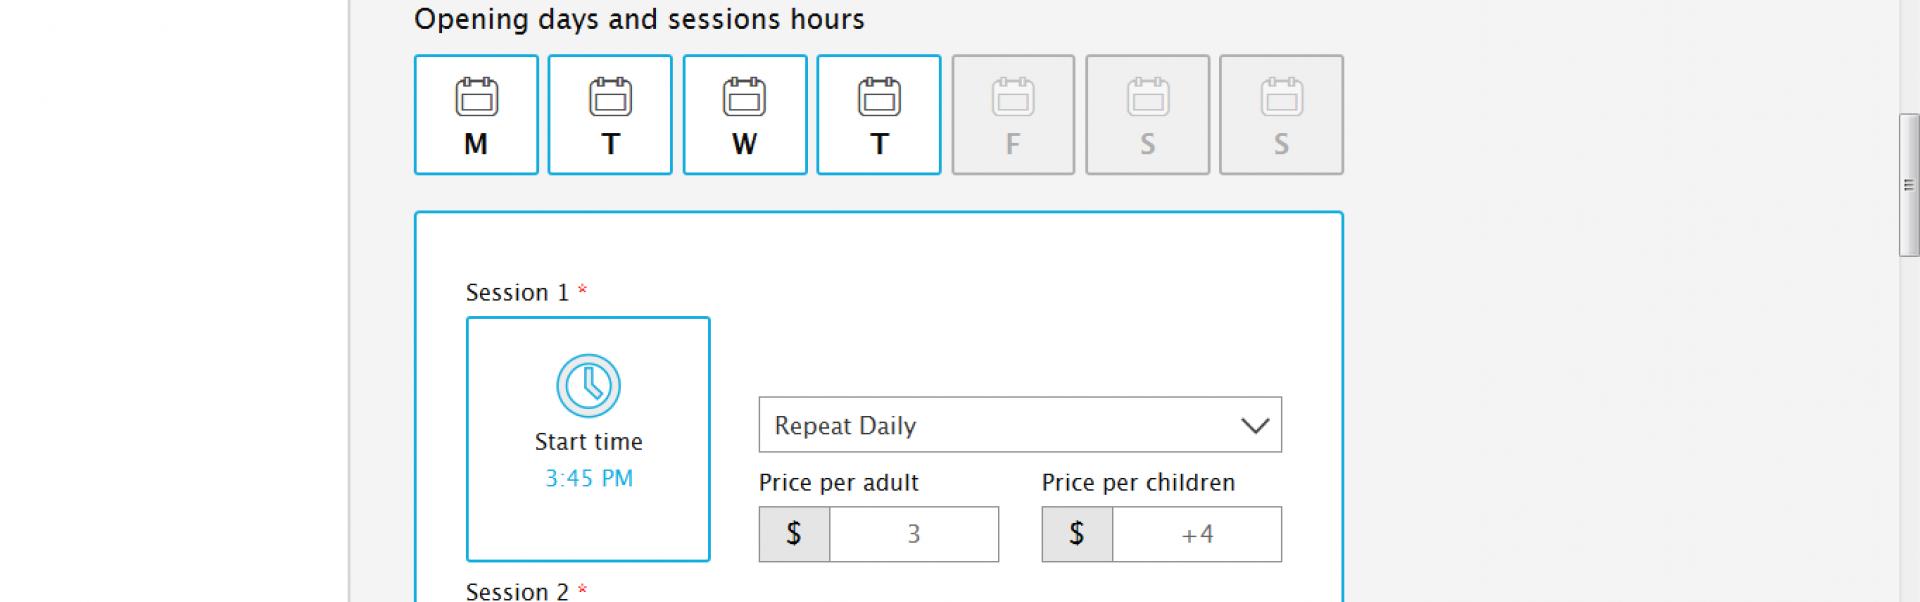 Opening days and sessions hours
M T W T F S S
Session 1 *
Start time
3:45 PM
Repeat Daily
Price per adult Price per children
$ 3 $ +4
Session 2 *